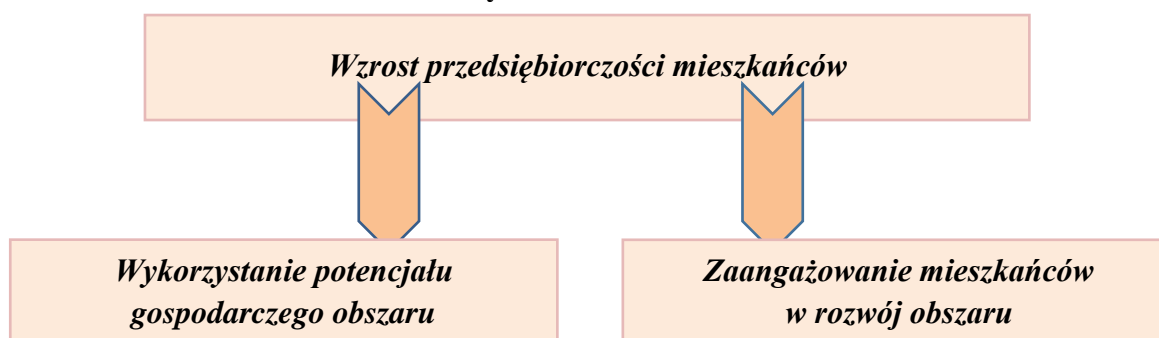 Wzrost przedsiębiorczości mieszkańców
Wykorzystanie potencjału
gospodarczego obszaru
Zaangażowanie mieszkańców
w rozwój obszaru